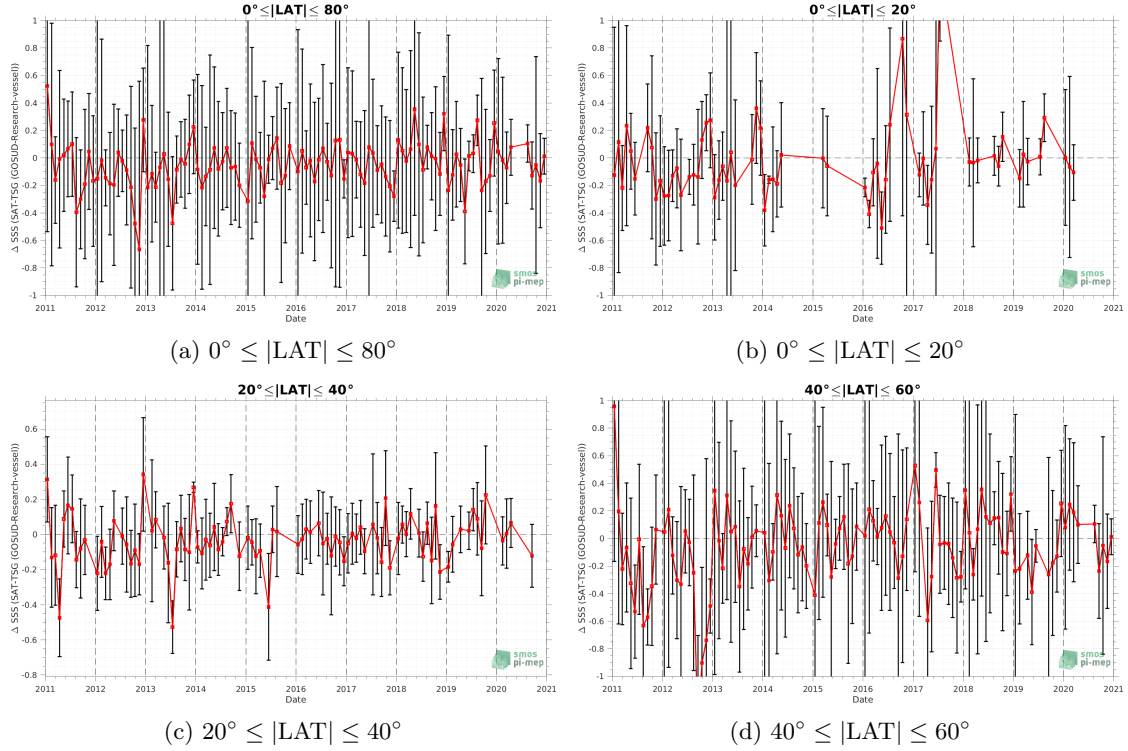 0°≤|LAT|≤ 80°
Δ SSS (SAT-TSG (GOSUD-Research-vessel))
1
0.8
0.6
0.4
0.2
0
-0.2
-0.4
-0.6
-0.8
-1
smos
pi-mep
2011 2012 2013 2014 2015 2016 2017 2018 2019 2020 2021
Date
(a) 0° ≤ |LAT| ≤ 80°
0°≤|LAT|≤ 20°
Δ SSS (SAT-TSG (GOSUD-Research-vessel))
1
0.8
0.6
0.4
0.2
0
-0.2
-0.4
-0.6
-0.8
-1
smos
pi-mep
2011 2012 2013 2014 2015 2016 2017 2018 2019 2020 2021
Date
(b) 0° ≤ |LAT| ≤ 20°
20°≤|LAT|≤ 40°
Δ SSS (SAT-TSG (GOSUD-Research-vessel))
0.6
0.4
0.2
0
-0.2
-0.4
-0.6
-0.8
smos
pi-mep
2011 2012 2013 2014 2015 2016 2017 2018 2019 2020 2021
Date
(c) 20° ≤ |LAT| ≤ 40°
40°≤|LAT|≤ 60°
Δ SSS (SAT-TSG (GOSUD-Research-vessel))
1
0.8
0.6
0.4
0.2
0
-0.2
-0.4
-0.6
-0.8
-1
smos
pi-mep
2011 2012 2013 2014 2015 2016 2017 2018 2019 2020 2021
Date
(d) 40° ≤ |LAT| ≤ 60°